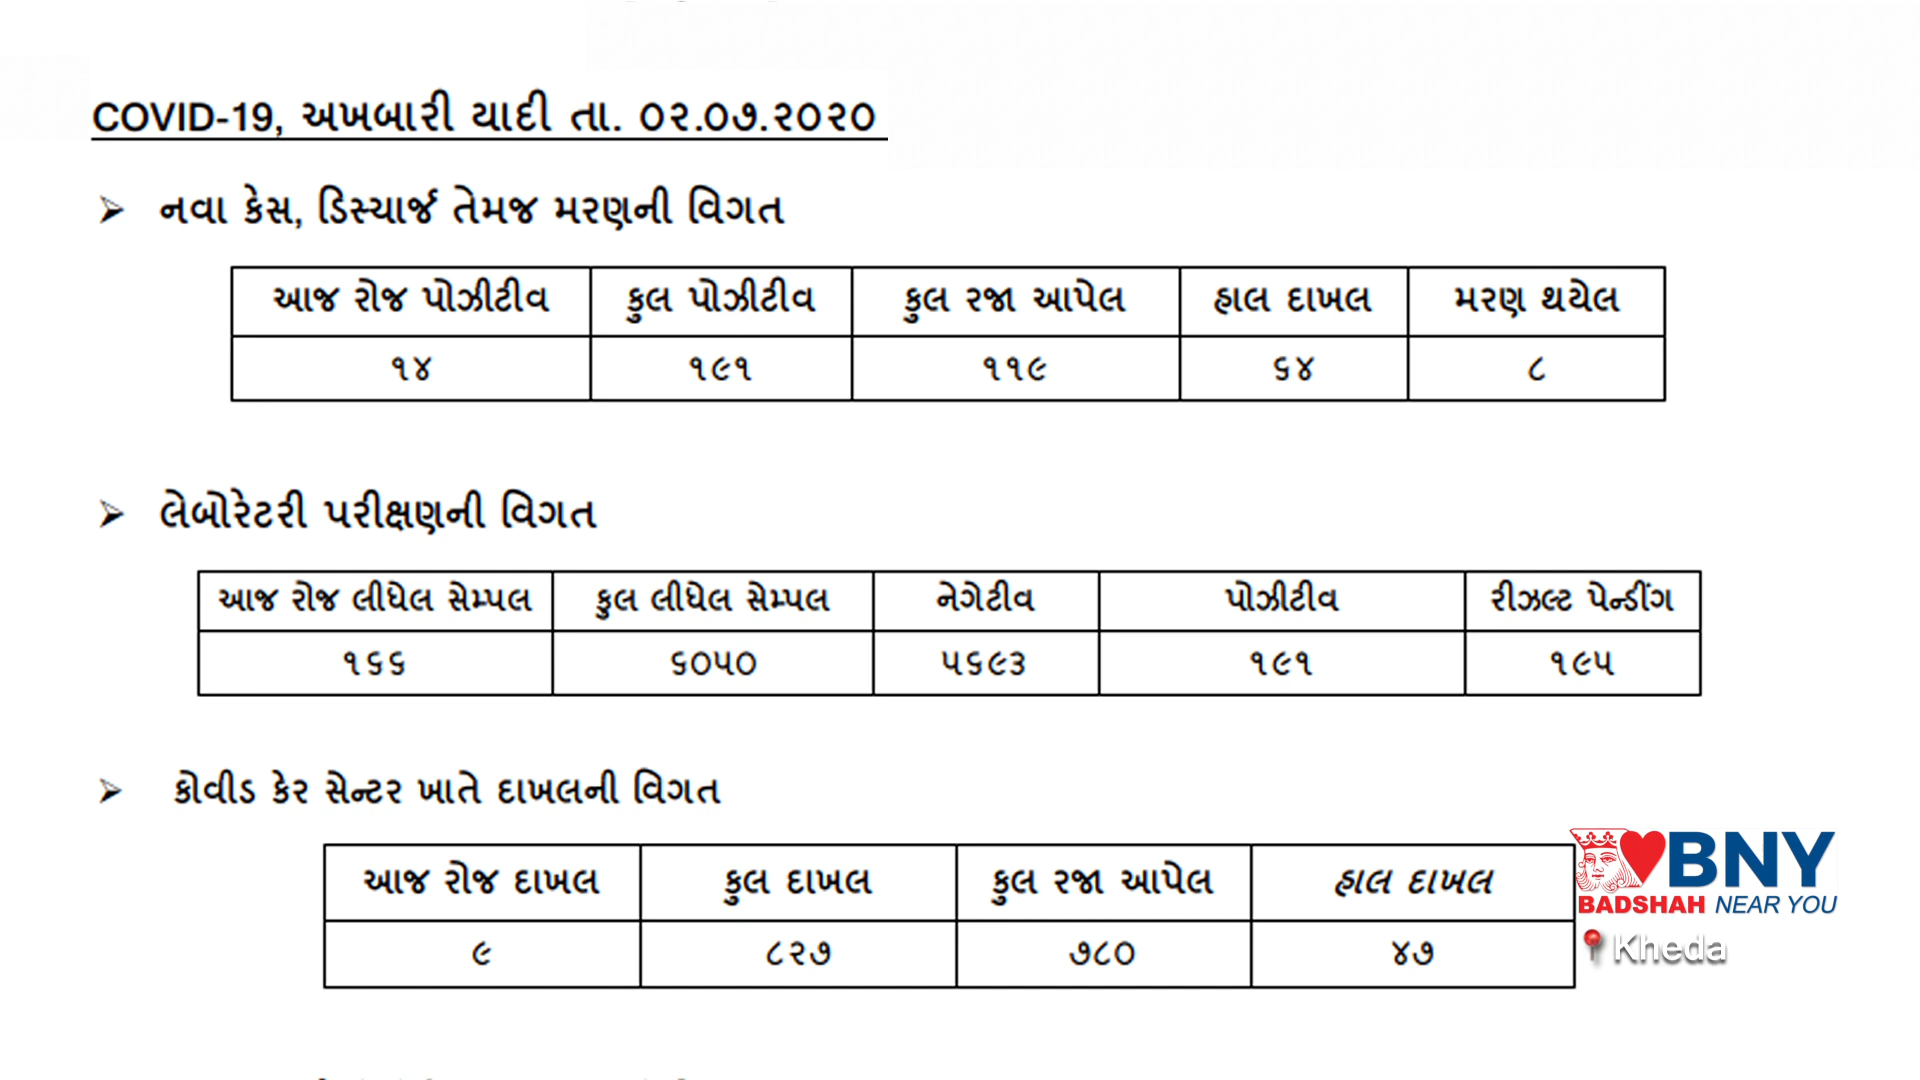 COVID-19, અખબારી યાદી તા. ૦૨.૦૭.૨૦૨૦
➢ નવા કેસ, ડિસ્ચાર્જ તેમજ મરણની વિગત
આજ રોજ પોઝીટીવ કુલ પોઝીટીવ કુલ રજા આપેલ હાલ દાખલ મરણ થયેલ
૧૪ ૧૯૧ ૧૧૯ ૬૪ ૮
➢ લેબોરેટરી પરીક્ષણની વિગત
આજ રોજ લીધેલ સેમ્પલ કુલ લીધેલ સેમ્પલ નેગેટીવ પોઝીટીવ રીઝલ્ટ પેન્ડીંગ
૧૬૬ ૬૦૫૦ ૫૬૯૩ ૧૯૧ ૧૯૫
➢ કોવીડ કેર સેન્ટર ખાતે દાખલની વિગત
આજ રોજ દાખલ કુલ દાખલ કુલ રજા આપેલ હાલ દાખલ
૯ ૮૨૭ ૭૮૦ ૪૭
BNY
BADSHAH NEAR YOU
Kheda